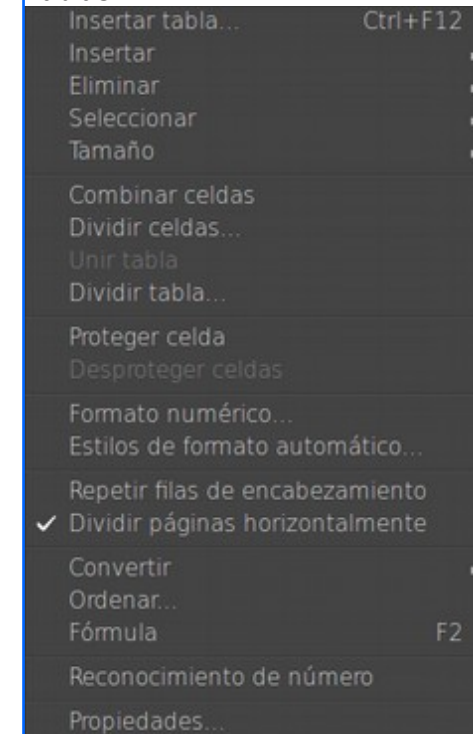 Insertar tabla... Ctrl+F12
Insertar
Eliminar
Seleccionar
Tamaño
Combinar celdas
Dividir celdas...
Unir tabla
Dividir tabla...
Proteger celda
Desproteger celdas
Formato numérico...
Estilos de formato automático...
Repetir filas de encabezamiento
Dividir páginas horizontalmente
Convertir
Ordenar...
Fórmula F2
Reconocimiento de número
Propiedades...